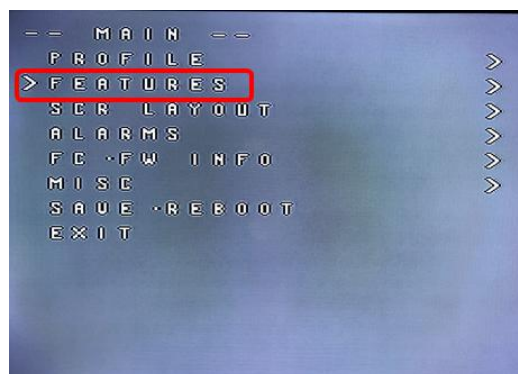 -- MAIN --
PROFILE >
>FEATURES >
SCR LAYOUT >
ALARMS >
FC-FW INFO >
MISC >
SAVE-REBOOT
EXIT